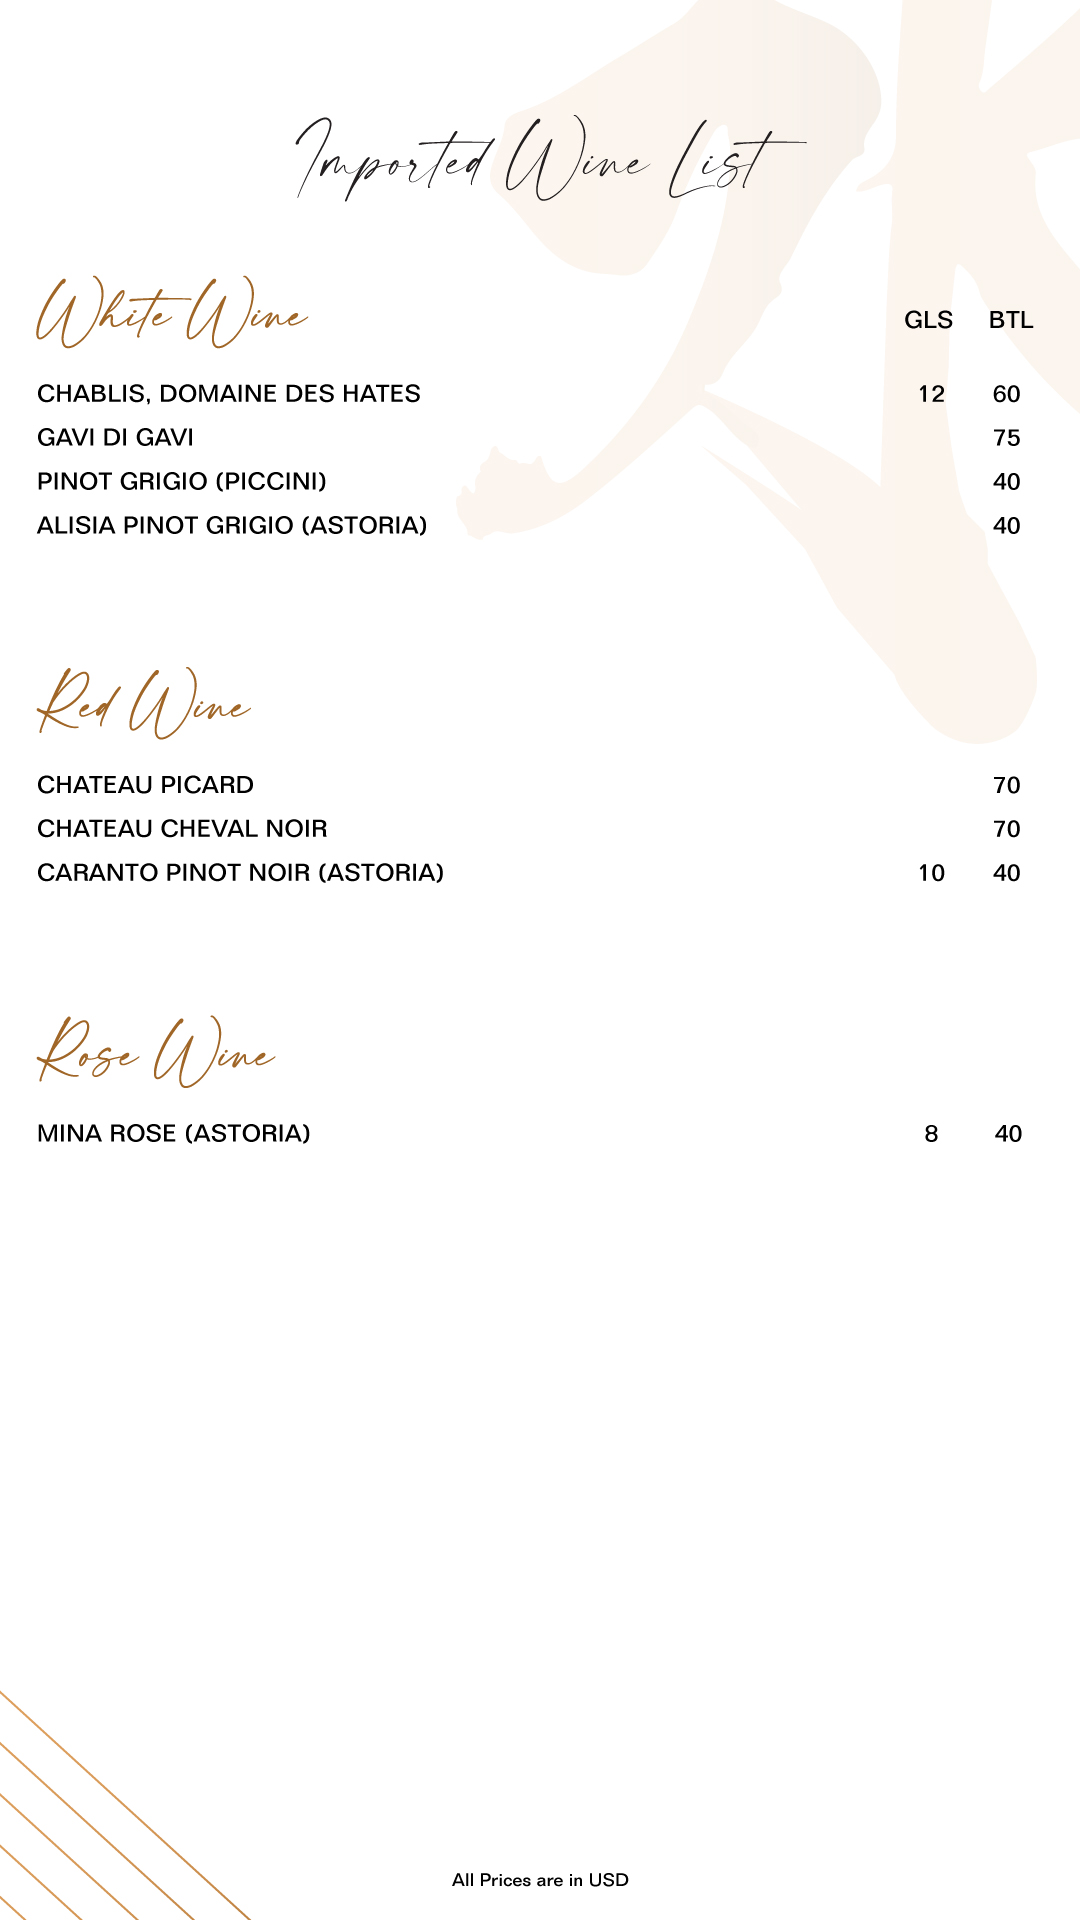 Imported Wine List
White Wine GLS BTL
CHABLIS, DOMAINE DES HATES 12 60
GAVI DI GAVI 75
PINOT GRIGIO (PICCINI) 40
ALISIA PINOT GRIGIO (ASTORIA) 40
Red Wine
CHATEAU PICARD 70
CHATEAU CHEVAL NOIR 70
CARANTO PINOT NOIR (ASTORIA) 10 40
Rose Wine
MINA ROSE (ASTORIA) 8 40
All Prices are in USD